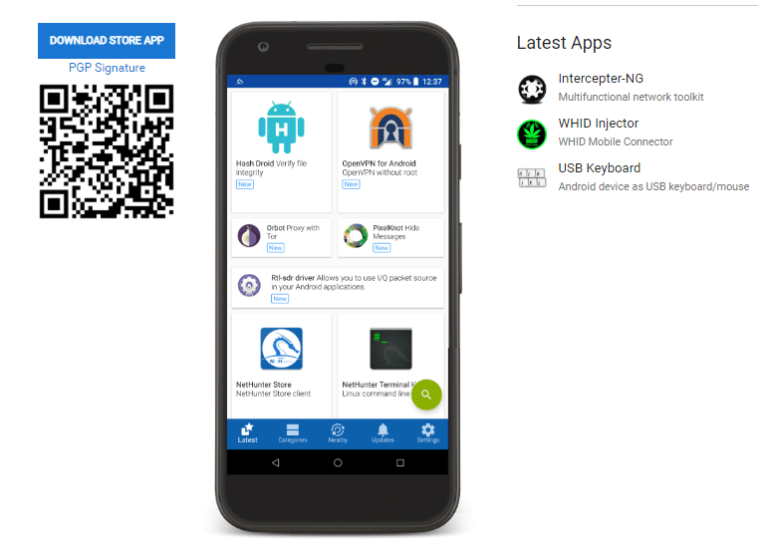 DOWNLOAD STORE APP
PGP Signature
97% 12:37
Hash Droid Verify file
integrity
New
OpenVPN for Android
OpenVPN without root
New
Orbot Proxy with
Tor
New
PixelKnot Hide
Messages
New
Rtl-sdr driver Allows you to use I/Q packet source
in your Android applications.
New
NetHunter Store
NetHunter Store client
NetHunter Terminal
Linux command line
Latest
Categories
Nearby
Updates
Settings
Latest Apps
Intercepter-NG
Multifunctional network toolkit
WHID Injector
WHID Mobile Connector
USB Keyboard
Android device as USB keyboard/mouse